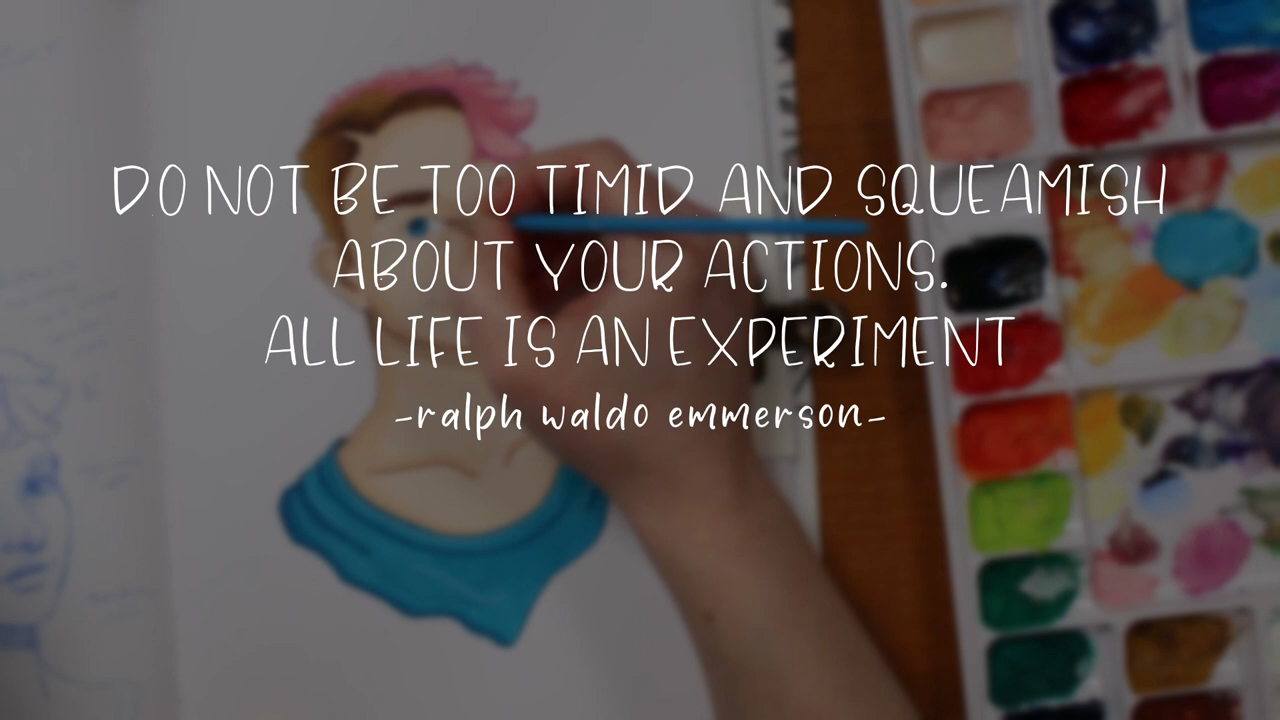 DO NOT BE TOO TIMID AND SQUEAMISH
ABOUT YOUR ACTIONS.
ALL LIFE IS AN EXPERIMENT
-ralph waldo emmerson-